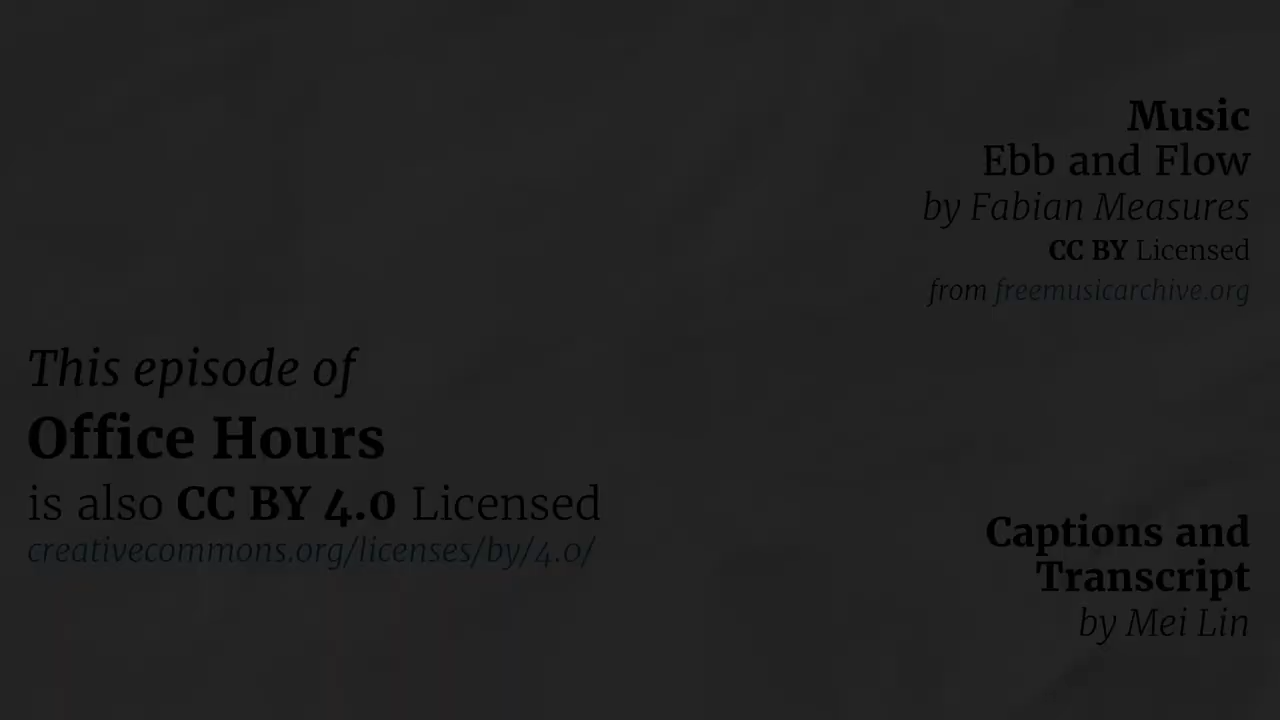 Music
Ebb and Flow
by Fabian Measures
CC BY Licensed
from freemusicarchive.org
This episode of
Office Hours
is also CC BY 4.0 Licensed
creativecommons.org/licenses/by/4.0/
Captions and
Transcript
by Mei Lin